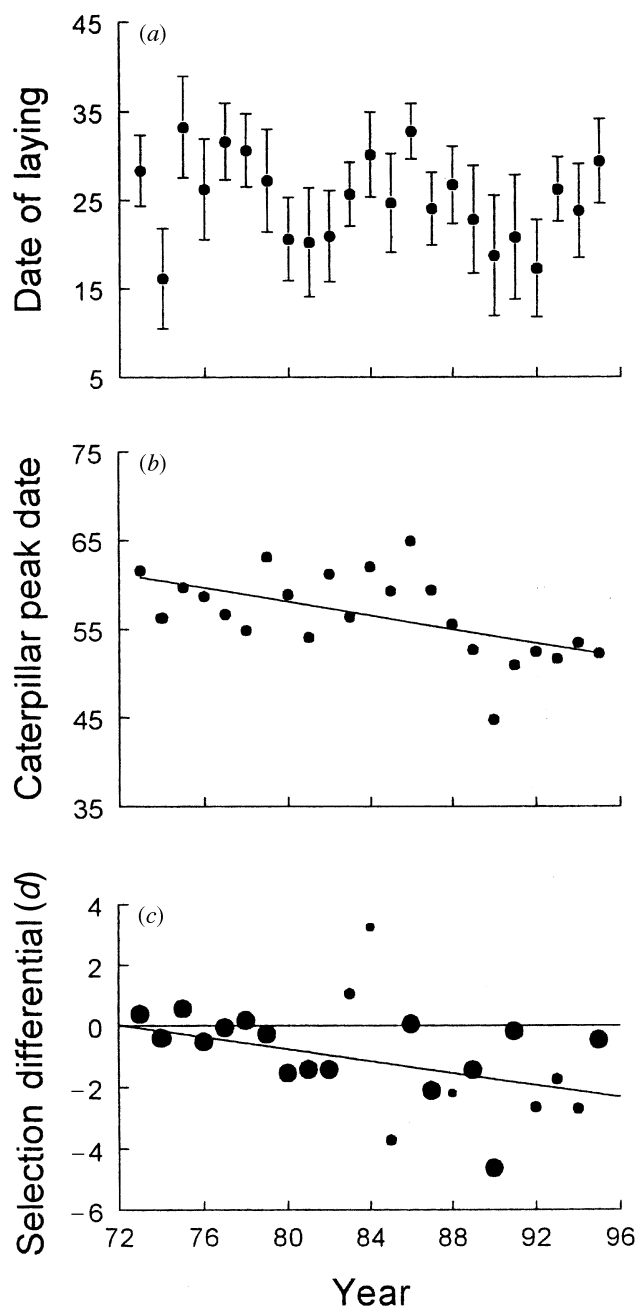 (a)
Date of laying
45
35
25
15
5
(b)
Caterpillar peak date
75
65
55
45
35
(c)
Selection differential (d)
4
2
0
−2
−4
−6
72 76 80 84 88 92 96
Year